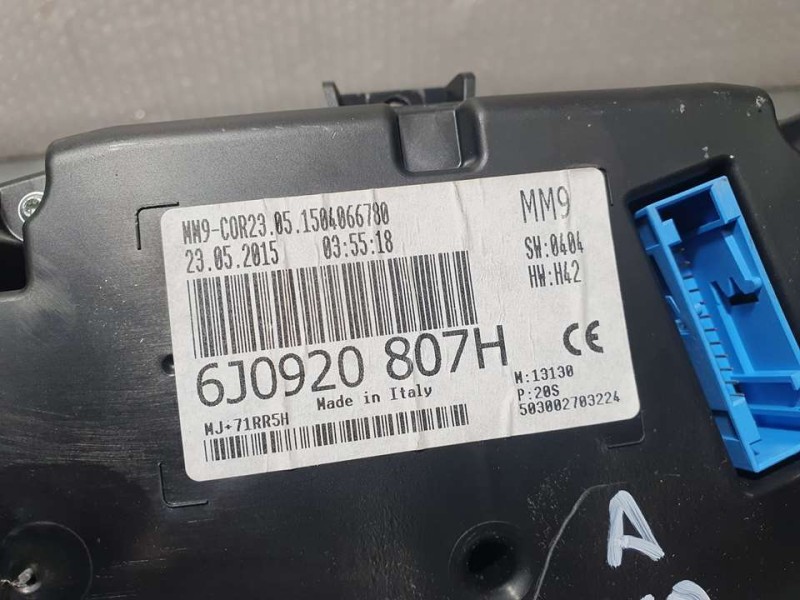 MM9-COR23.05.1504066780
23.05.2015 03:55:18
MM9
SW:0404
HW:H42
6J0920 807H
Made in Italy
CE
MJ+71RR5H
M:13130
P:20S
503002703224
A